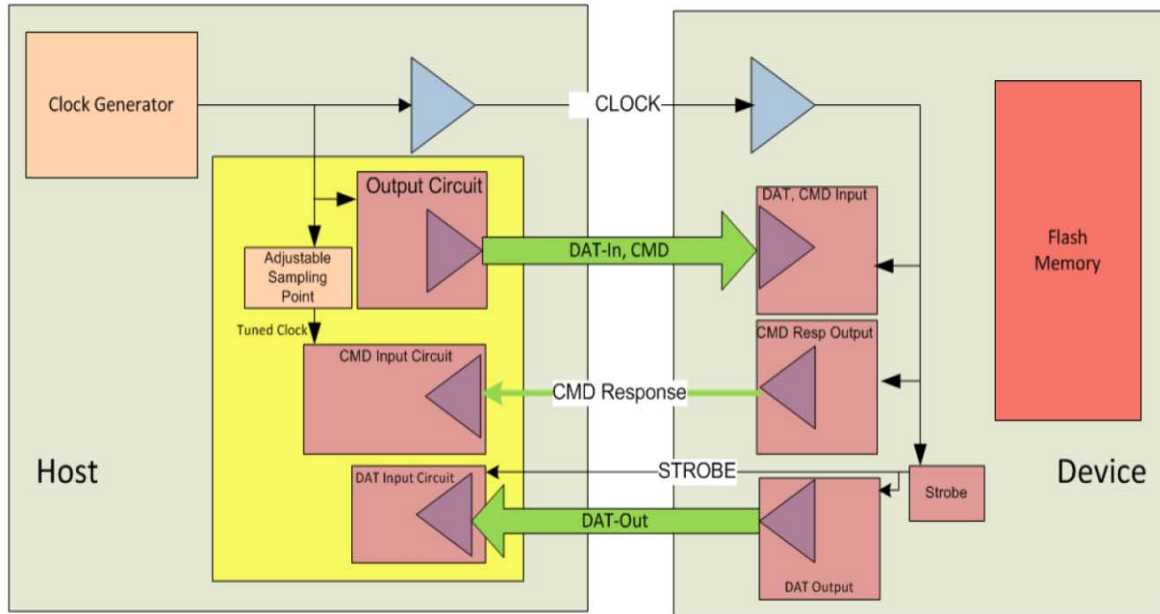 Clock Generator
CLOCK
Output Circuit
DAT, CMD Input
DAT-In, CMD
Flash
Memory
Adjustable
Sampling
Point
Tuned Clock
CMD Input Circuit
CMD Response
CMD Resp Output
Host
Device
STROBE
DAT Input Circuit
Strobe
DAT-Out
DAT Output